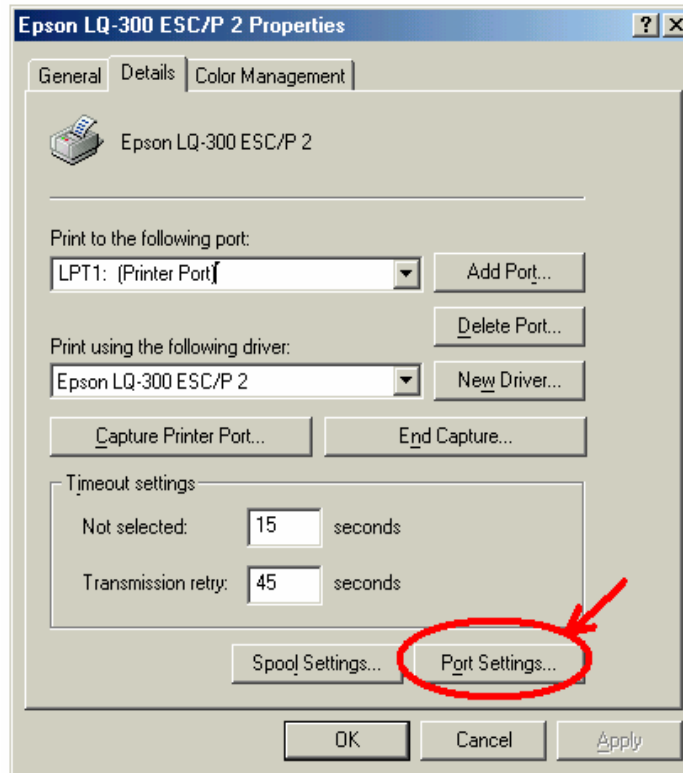 Epson LQ-300 ESC/P 2 Properties
General Details Color Management
Epson LQ-300 ESC/P 2
Print to the following port:
LPT1: (Printer Port)
Add Port...
Delete Port...
Print using the following driver:
Epson LQ-300 ESC/P 2
New Driver...
Capture Printer Port... End Capture...
Timeout settings
Not selected: 15 seconds
Transmission retry: 45 seconds
Spool Settings... Port Settings...
OK Cancel Apply